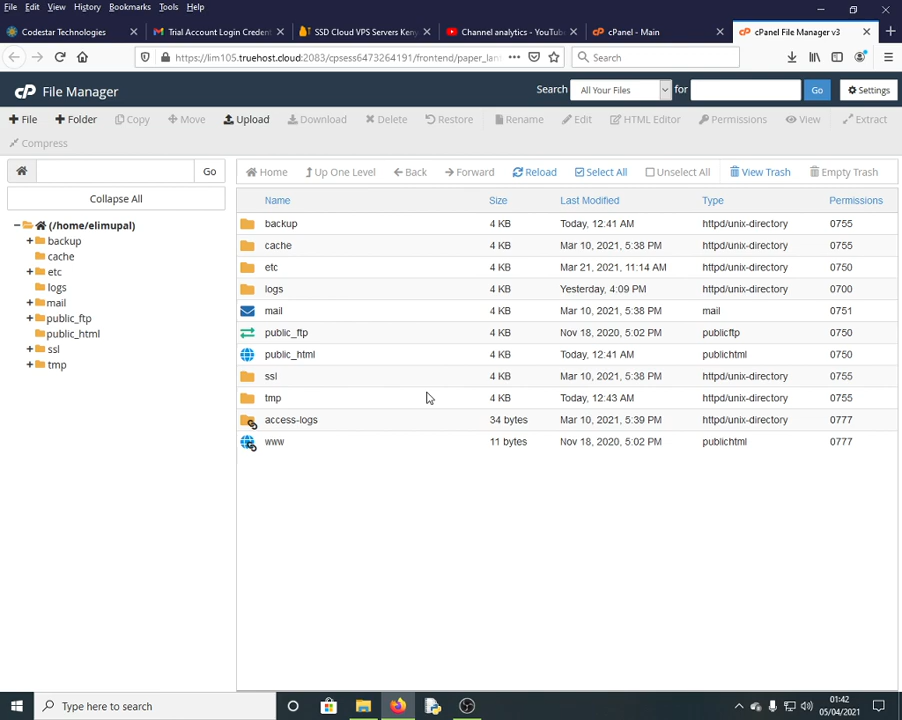 File Edit View History Bookmarks Tools Help
Codestar Technologies
Trial Account Login Creden
SSD Cloud VPS Servers Keny
Channel analytics - YouTub
cPanel - Main
cPanel File Manager v3
https://lim105.truehost.cloud:2083/cpsess6473264191/frontend/paper_lant
Search
cP File Manager
Search All Your Files for Go Settings
File Folder Copy Move Upload Download Delete Restore Rename Edit HTML Editor Permissions View Extract
Compress
Go
Home Up One Level Back Forward Reload Select All Unselect All View Trash Empty Trash
Collapse All
(/home/elimupal)
backup
cache
etc
logs
mail
public_ftp
public_html
ssl
tmp
Name Size Last Modified Type Permissions
backup 4 KB Today, 12:41 AM httpd/unix-directory 0755
cache 4 KB Mar 10, 2021, 5:38 PM httpd/unix-directory 0755
etc 4 KB Mar 21, 2021, 11:14 AM httpd/unix-directory 0750
logs 4 KB Yesterday, 4:09 PM httpd/unix-directory 0700
mail 4 KB Mar 10, 2021, 5:38 PM mail 0751
public_ftp 4 KB Nov 18, 2020, 5:02 PM publicftp 0750
public_html 4 KB Today, 12:41 AM publichtml 0750
ssl 4 KB Mar 10, 2021, 5:38 PM httpd/unix-directory 0755
tmp 4 KB Today, 12:43 AM httpd/unix-directory 0755
access-logs 34 bytes Mar 10, 2021, 5:39 PM httpd/unix-directory 0777
www 11 bytes Nov 18, 2020, 5:02 PM publichtml 0777
Type here to search
01:42
05/04/2021